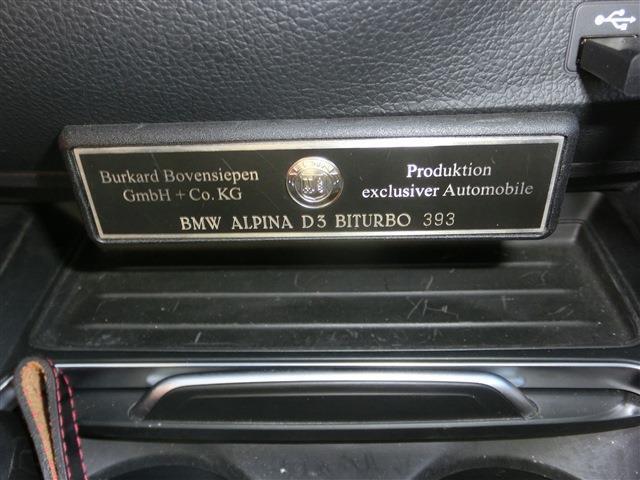 Burkard Bovensiepen
GmbH + Co. KG
Produktion
exclusiver Automobile
BMW ALPINA D3 BITURBO 393